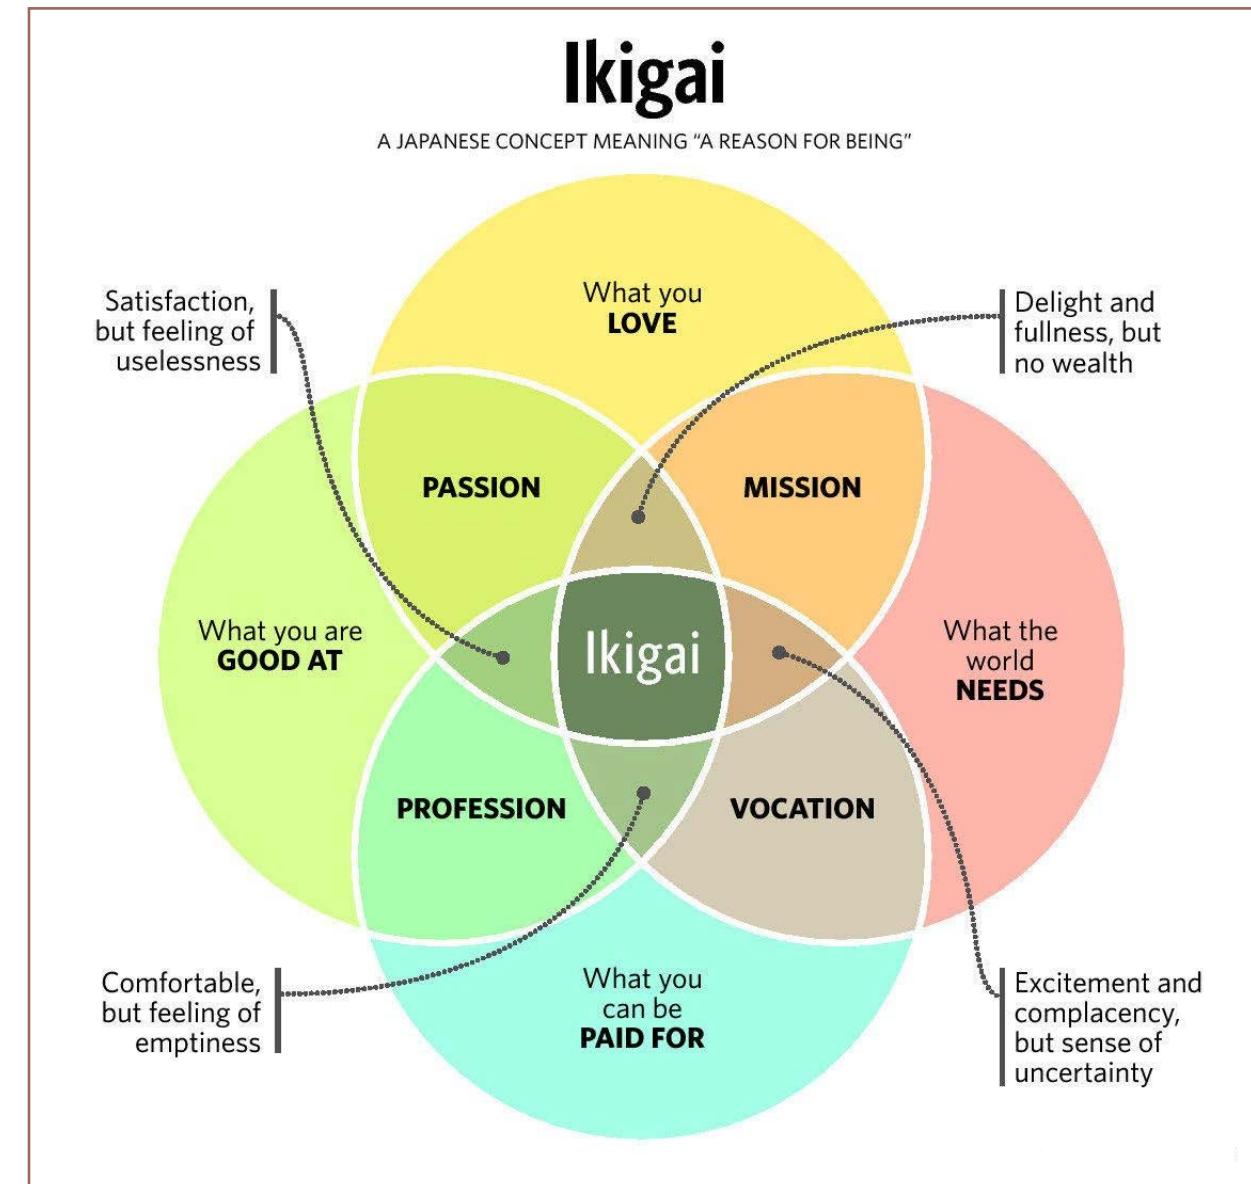 Ikigai
A JAPANESE CONCEPT MEANING “A REASON FOR BEING”
What you
LOVE
Satisfaction,
but feeling of
uselessness
Delight and
fullness, but
no wealth
PASSION
MISSION
What you are
GOOD AT
Ikigai
What the
world
NEEDS
PROFESSION
VOCATION
What you
can be
PAID FOR
Comfortable,
but feeling of
emptiness
Excitement and
complacency,
but sense of
uncertainty